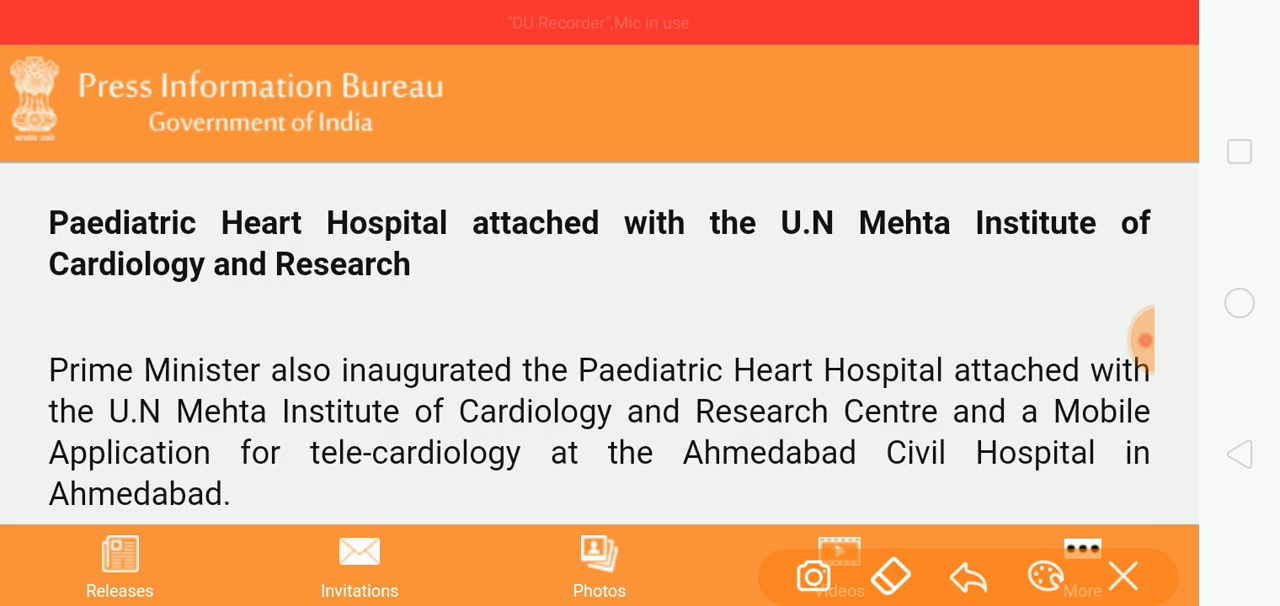 "DU Recorder",Mic in use
Press Information Bureau
Government of India
Paediatric Heart Hospital attached with the U.N Mehta Institute of
Cardiology and Research
Prime Minister also inaugurated the Paediatric Heart Hospital attached with
the U.N Mehta Institute of Cardiology and Research Centre and a Mobile
Application for tele-cardiology at the Ahmedabad Civil Hospital in
Ahmedabad.
Releases
Invitations
Photos
Videos
More